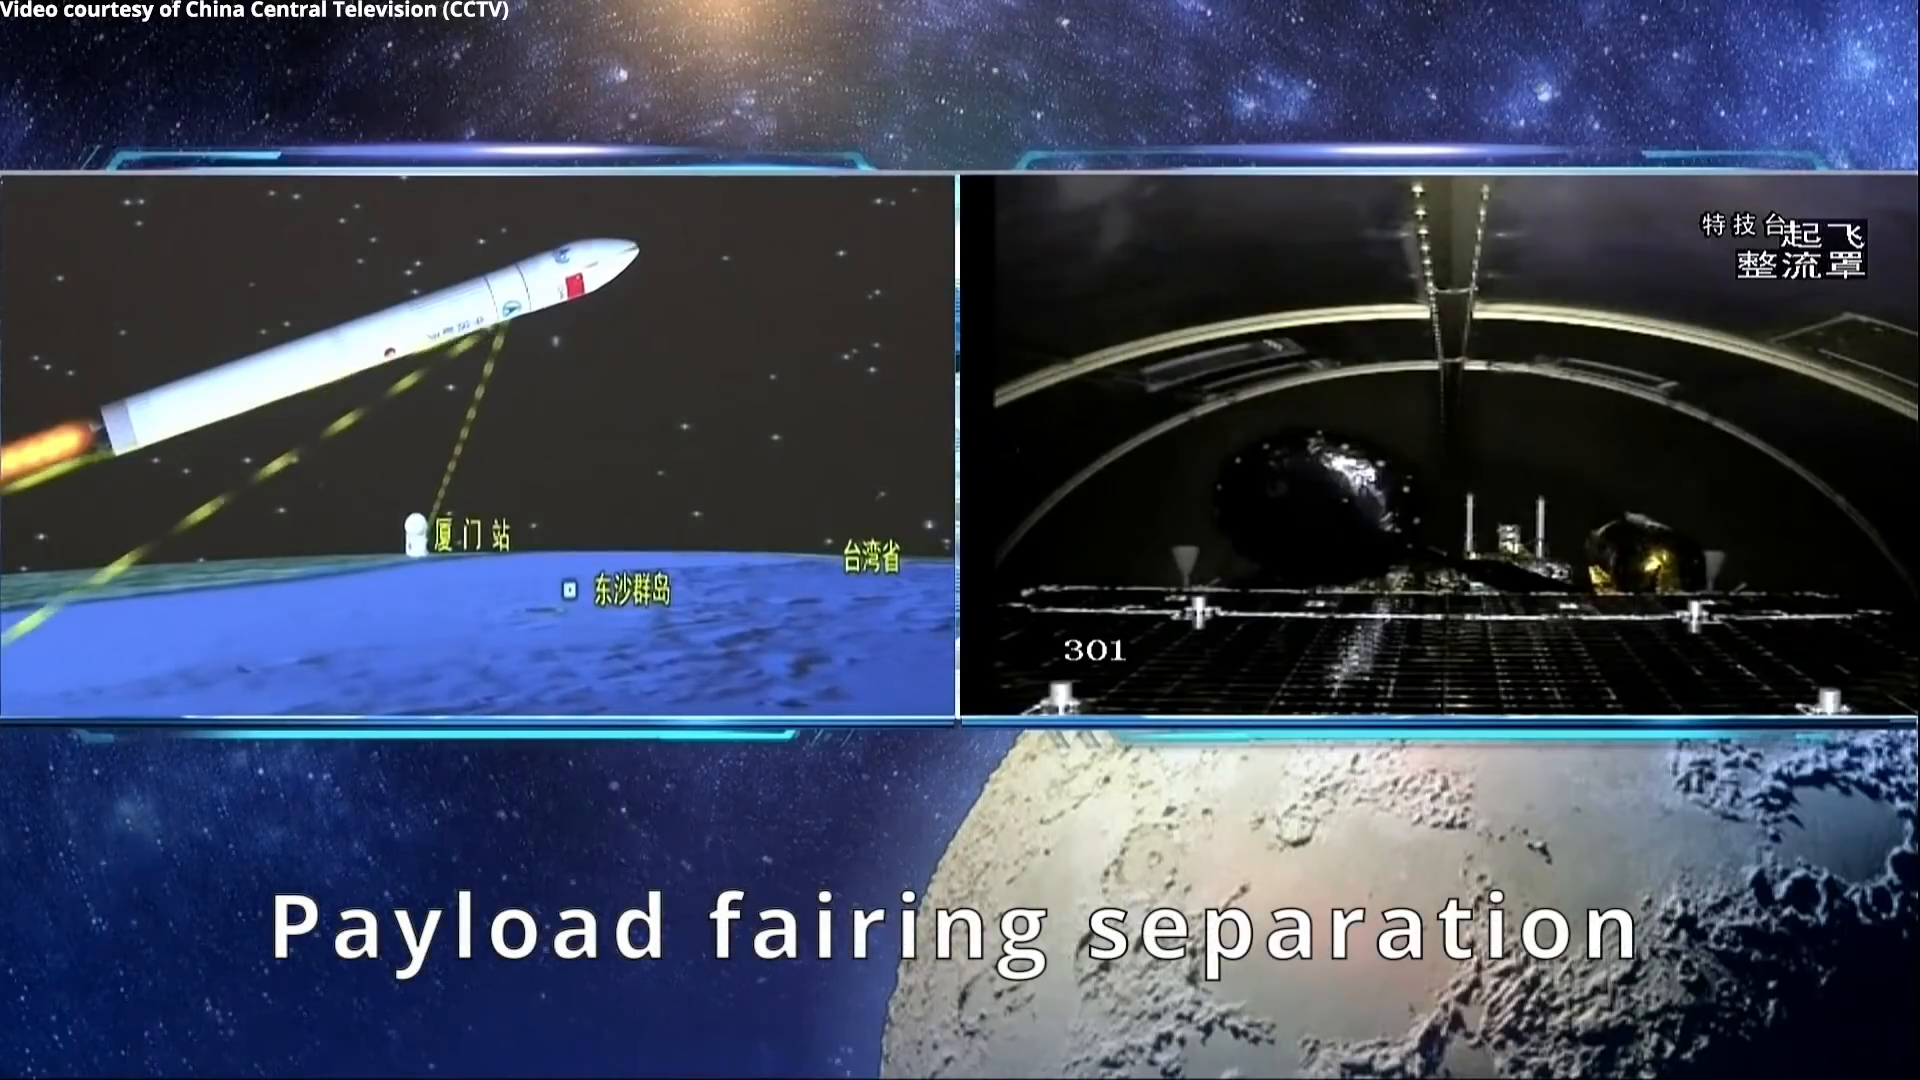 Video courtesy of China Central Television (CCTV)
特技台
起飞
整流罩
厦门站
台湾省
东沙群岛
301
Payload fairing separation